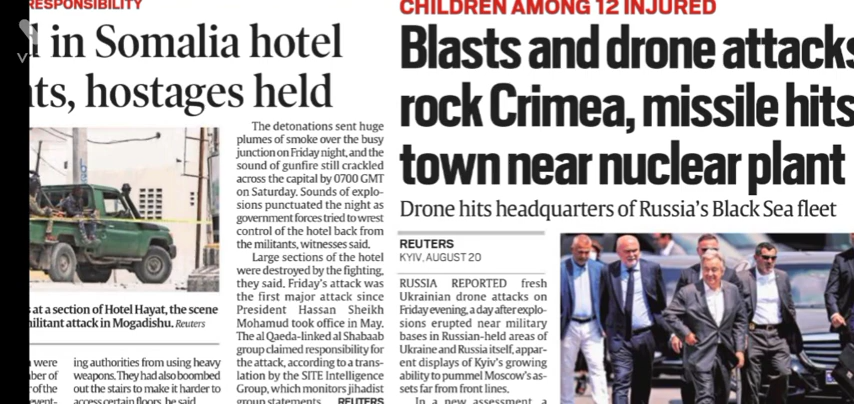 RESPONSIBILITY
l in Somalia hotel
nts, hostages held
The detonations sent huge
plumes of smoke over the busy
junction on Friday night, and the
sound of gunfire still crackled
across the capital by 0700 GMT
on Saturday. Sounds of explo-
sions punctuated the night as
government forces tried to wrest
control of the hotel back from
the militants, witnesses said.
Large sections of the hotel
were destroyed by the fighting,
they said. Friday's attack was
the first major attack since
President Hassan Sheikh
Mohamud took office in May.
The al Qaeda-linked al Shabaab
group claimed responsibility for
the attack, according to a trans-
lation by the SITE Intelligence
Group, which monitors jihadist
group statements. REUTERS
s at a section of Hotel Hayat, the scene
militant attack in Mogadishu. Reuters
were
ber of
r of the
event-
ing authorities from using heavy
weapons. They had also bombed
out the stairs to make it harder to
access certain floors, he said.
CHILDREN AMONG 12 INJURED
Blasts and drone attacks
rock Crimea, missile hits
town near nuclear plant
Drone hits headquarters of Russia's Black Sea fleet
REUTERS
KYIV, AUGUST 20
RUSSIA REPORTED fresh
Ukrainian drone attacks on
Friday evening, a day after explo-
sions erupted near military
bases in Russian-held areas of
Ukraine and Russia itself, appar-
ent displays of Kyiv's growing
ability to pummel Moscow's as-
sets far from front lines.
In a new assessment, a